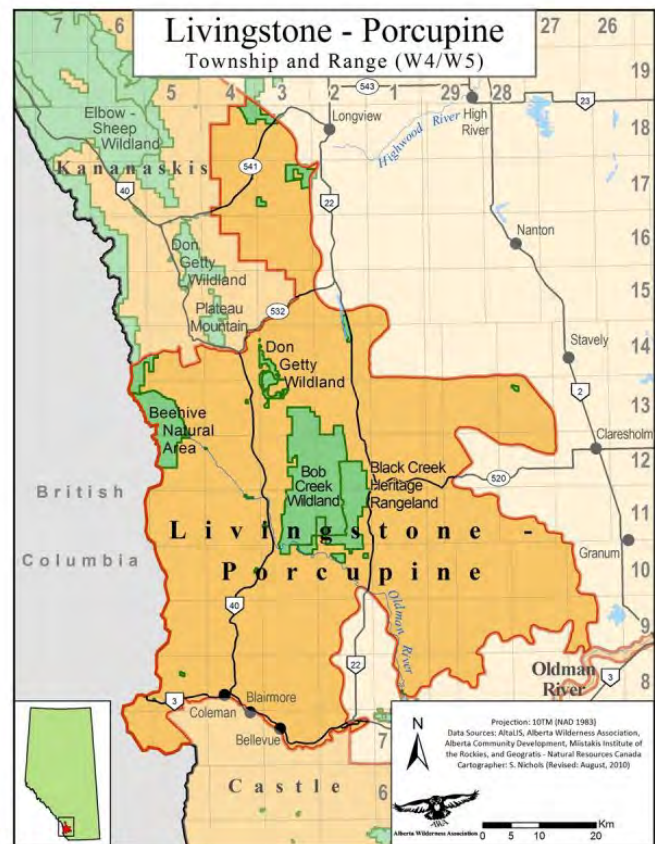 Livingstone - Porcupine
Township and Range (W4/W5)
7
6
27
26
5
4
3
2
1
29
28
19
18
17
16
15
14
13
12
11
10
9
8
7
6
543
23
Longview
High
River
Highwood River
Elbow -
Sheep
Wildland
Kananaskis
541
40
22
Nanton
Don
Getty
Wildland
Plateau
Mountain
532
Stavely
Don
Getty
Wildland
2
Beehive
Natural
Area
Claresholm
Bob
Creek
Wildland
Black Creek
Heritage
Rangeland
520
British
Columbia
Livingstone -
Porcupine
Granum
40
Oldman River
22
Oldman
River
3
3
Blairmore
Coleman
Bellevue
Castle
N
Projection: 10TM (NAD 1983)
Data Sources: AltaLIS, Alberta Wilderness Association,
Alberta Community Development, Miistakis Institute of
the Rockies, and Geogratis - Natural Resources Canada
Cartographer: S. Nichols (Revised: August, 2010)
AWA
Alberta Wilderness Association
Km
0 5 10 20